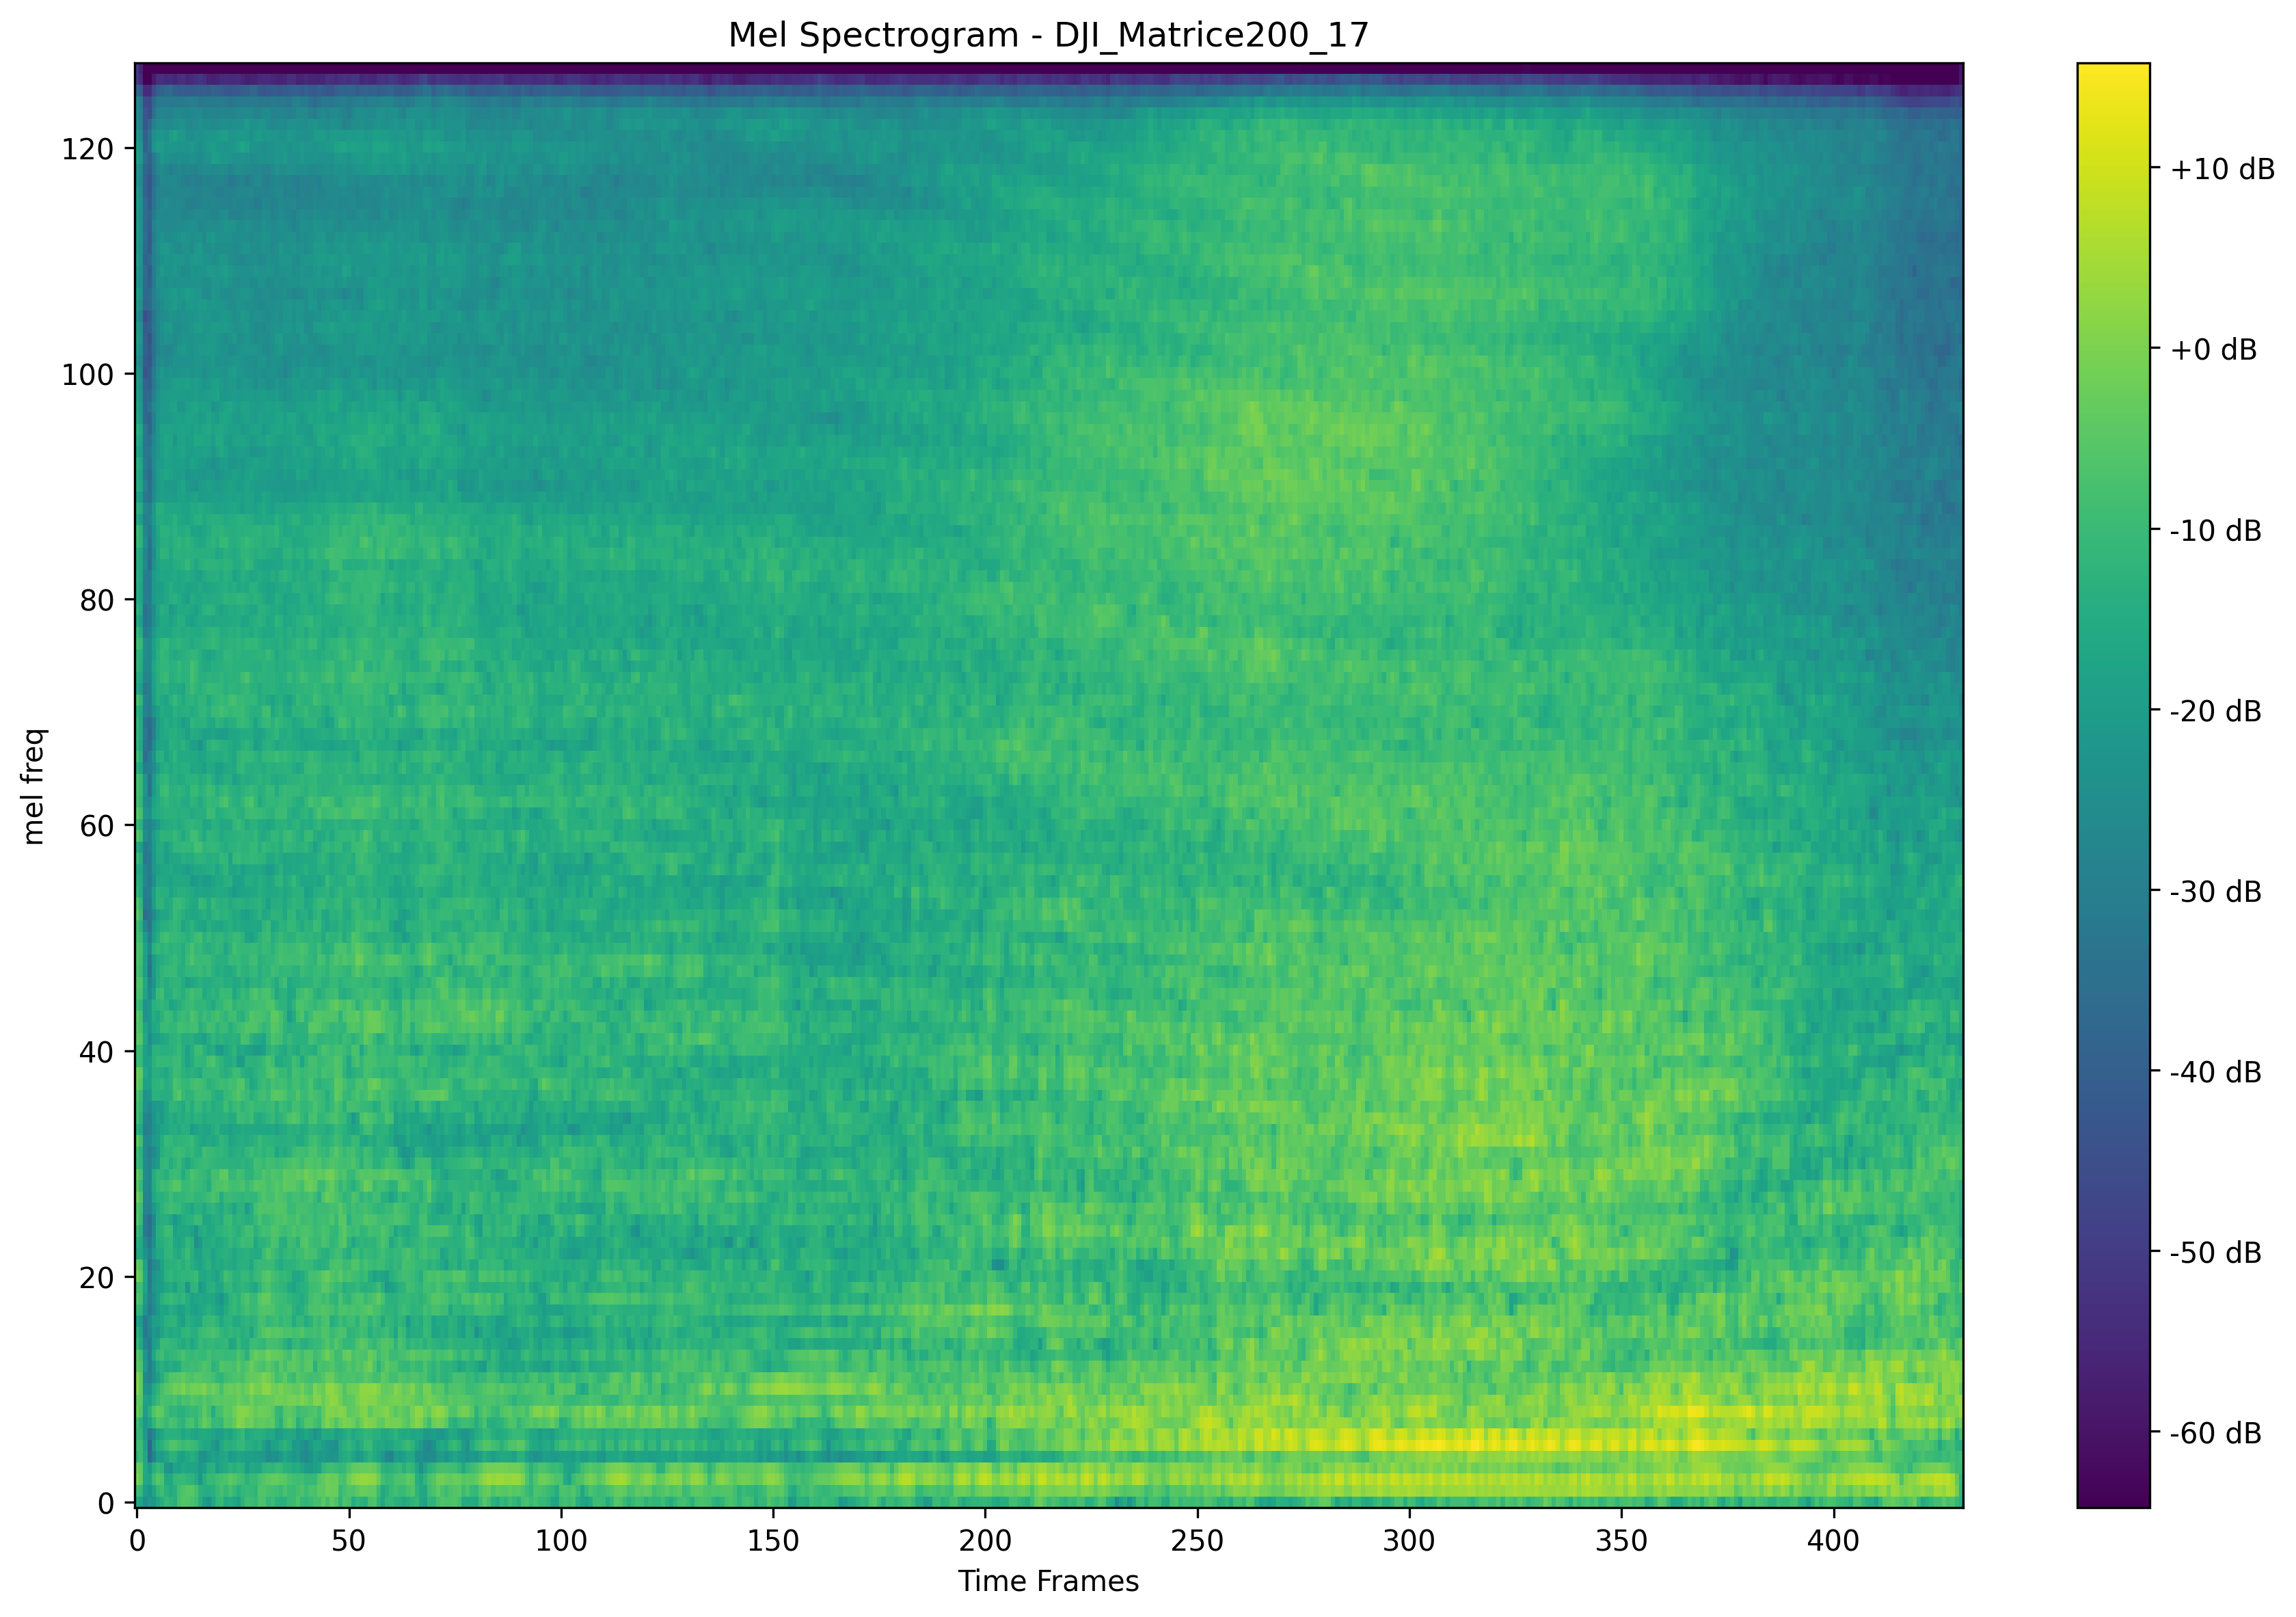 Mel Spectrogram - DJI_Matrice200_17
120
100
80
60
40
20
0
mel freq
0 50 100 150 200 250 300 350 400
Time Frames
+10 dB
+0 dB
-10 dB
-20 dB
-30 dB
-40 dB
-50 dB
-60 dB